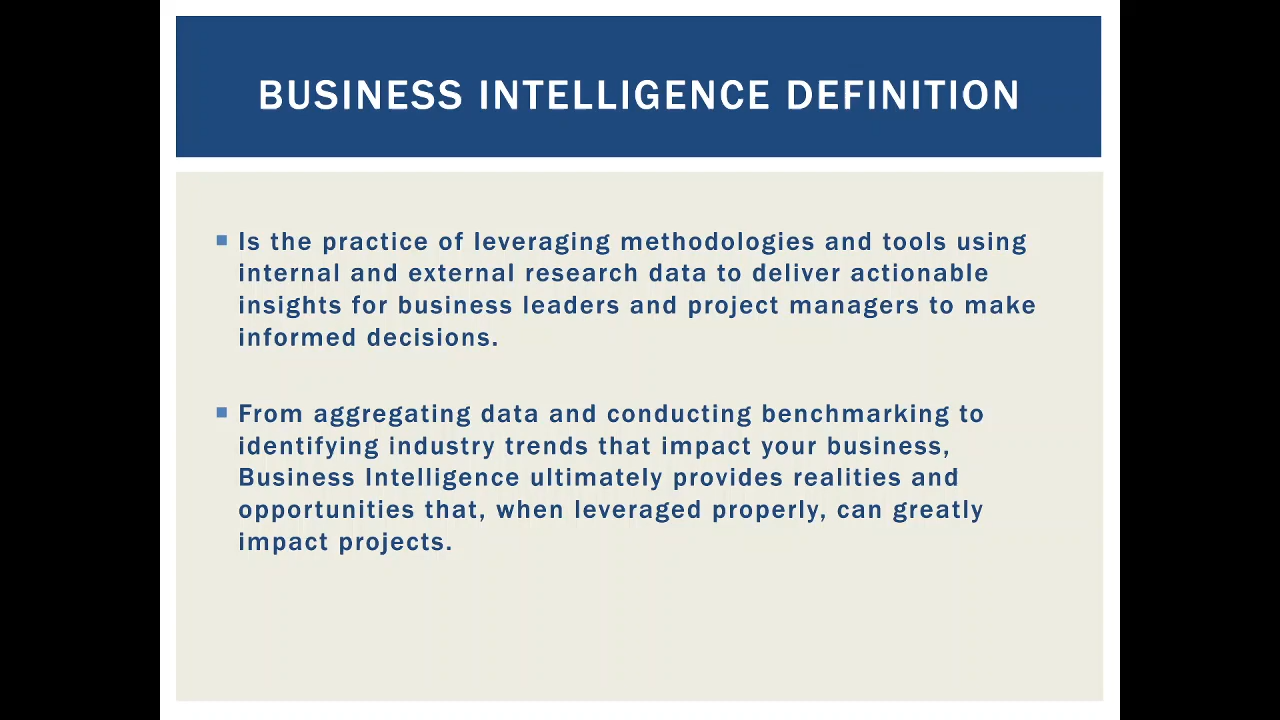 BUSINESS INTELLIGENCE DEFINITION
Is the practice of leveraging methodologies and tools using
internal and external research data to deliver actionable
insights for business leaders and project managers to make
informed decisions.
From aggregating data and conducting benchmarking to
identifying industry trends that impact your business,
Business Intelligence ultimately provides realities and
opportunities that, when leveraged properly, can greatly
impact projects.